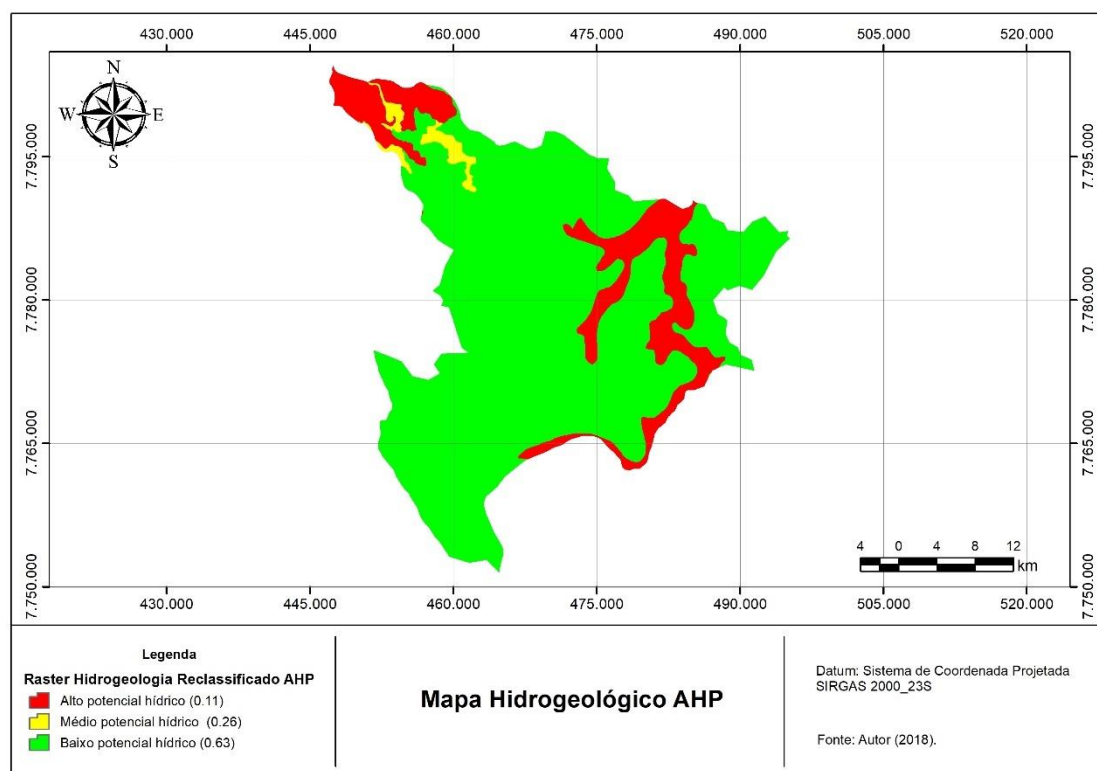 430.000 445.000 460.000 475.000 490.000 505.000 520.000
N
W E
S
7.795.000 7.795.000
7.780.000 7.780.000
7.765.000 7.765.000
4 0 4 8 12
km
7.750.000 7.750.000
430.000 445.000 460.000 475.000 490.000 505.000 520.000
Legenda
Raster Hidrogeologia Reclassificado AHP
Alto potencial hídrico (0.11)
Médio potencial hídrico (0.26)
Baixo potencial hídrico (0.63)
Mapa Hidrogeológico AHP
Datum: Sistema de Coordenada Projetada
SIRGAS 2000_23S
Fonte: Autor (2018).